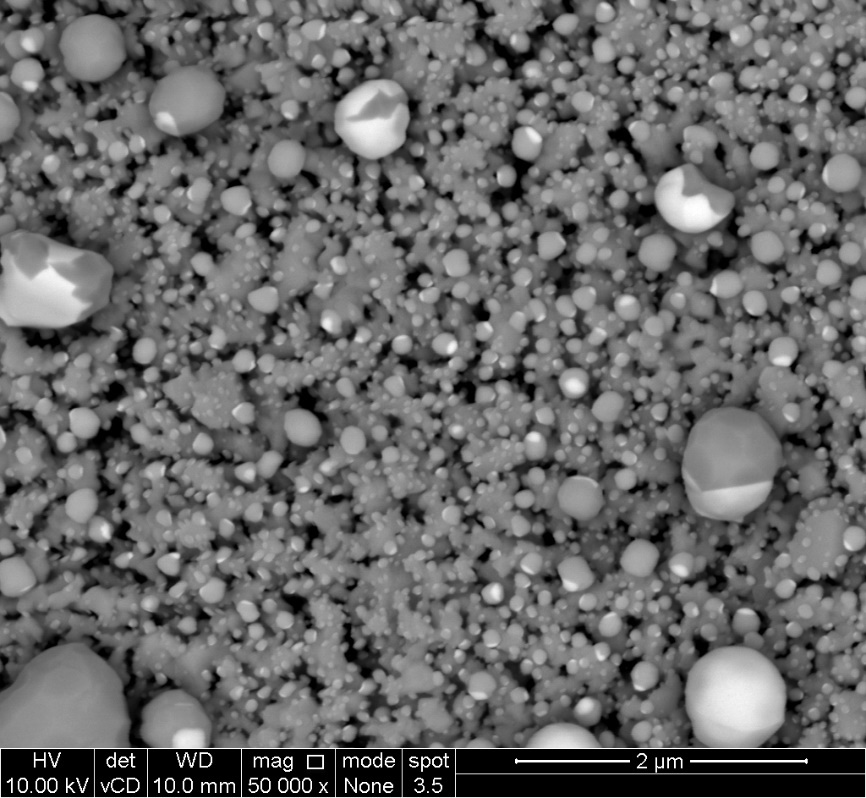 HV det WD mag □ mode spot
10.00 kV vCD 10.0 mm 50 000 x None 3.5 2 µm